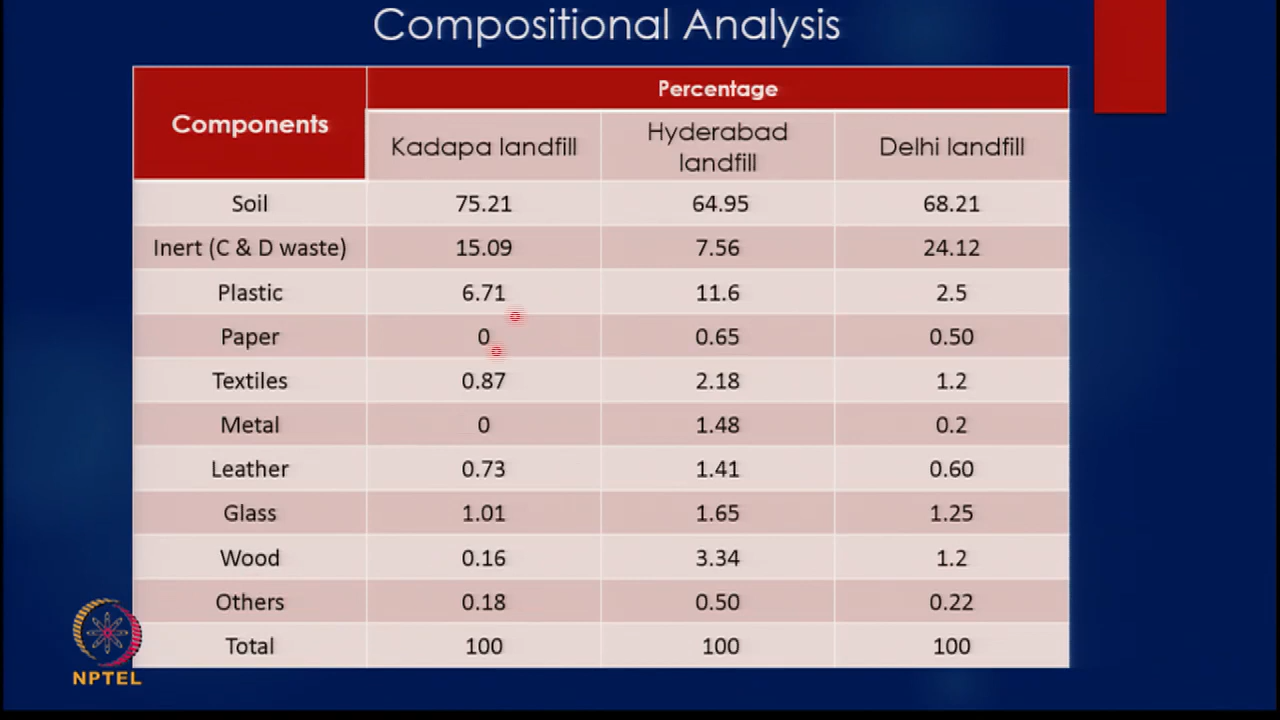 Compositional Analysis
Components Percentage
Kadapa landfill Hyderabad landfill Delhi landfill
Soil 75.21 64.95 68.21
Inert (C & D waste) 15.09 7.56 24.12
Plastic 6.71 11.6 2.5
Paper 0 0.65 0.50
Textiles 0.87 2.18 1.2
Metal 0 1.48 0.2
Leather 0.73 1.41 0.60
Glass 1.01 1.65 1.25
Wood 0.16 3.34 1.2
Others 0.18 0.50 0.22
Total 100 100 100
NPTEL